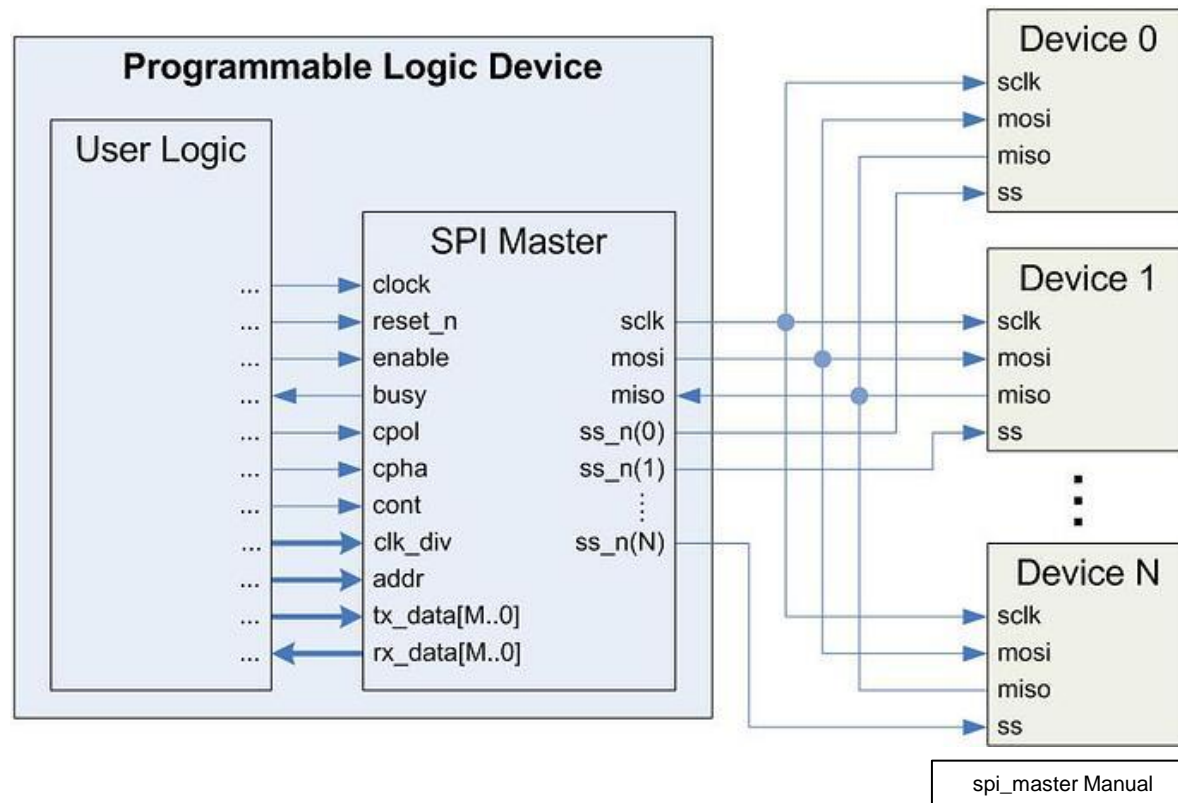 Programmable Logic Device
User Logic
...
...
...
...
...
...
...
...
...
...
...
SPI Master
clock
reset_n
enable
busy
cpol
cpha
cont
clk_div
addr
tx_data[M..0]
rx_data[M..0]
sclk
mosi
miso
ss_n(0)
ss_n(1)
ss_n(N)
Device 0
sclk
mosi
miso
ss
Device 1
sclk
mosi
miso
ss
Device N
sclk
mosi
miso
ss
spi_master Manual